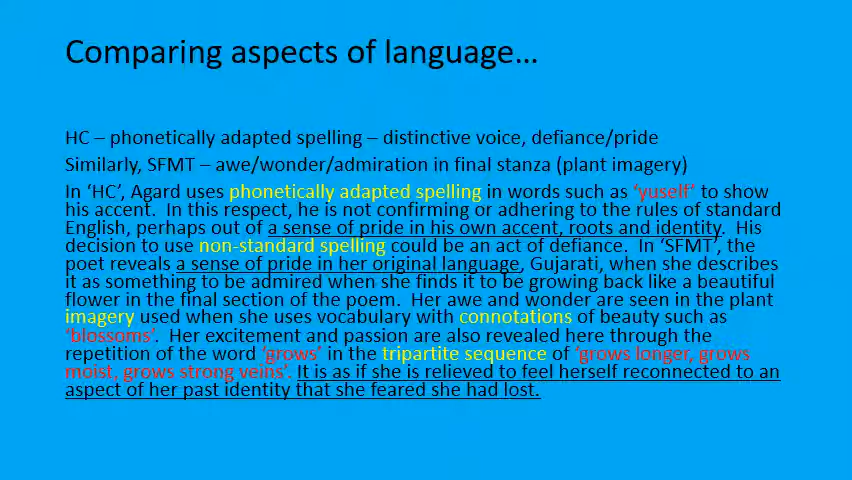 Comparing aspects of language…
HC – phonetically adapted spelling – distinctive voice, defiance/pride
Similarly, SFMT – awe/wonder/admiration in final stanza (plant imagery)
In ‘HC’, Agard uses phonetically adapted spelling in words such as ‘yuself’ to show
his accent.  In this respect, he is not confirming or adhering to the rules of standard
English, perhaps out of a sense of pride in his own accent, roots and identity.  His
decision to use non-standard spelling could be an act of defiance.  In ‘SFMT’, the
poet reveals a sense of pride in her original language, Gujarati, when she describes
it as something to be admired when she finds it to be growing back like a beautiful
flower in the final section of the poem.  Her awe and wonder are seen in the plant
imagery used when she uses vocabulary with connotations of beauty such as
‘blossoms’.  Her excitement and passion are also revealed here through the
repetition of the word ‘grows’ in the tripartite sequence of ‘grows longer, grows
moist, grows strong veins’. It is as if she is relieved to feel herself reconnected to an
aspect of her past identity that she feared she had lost.